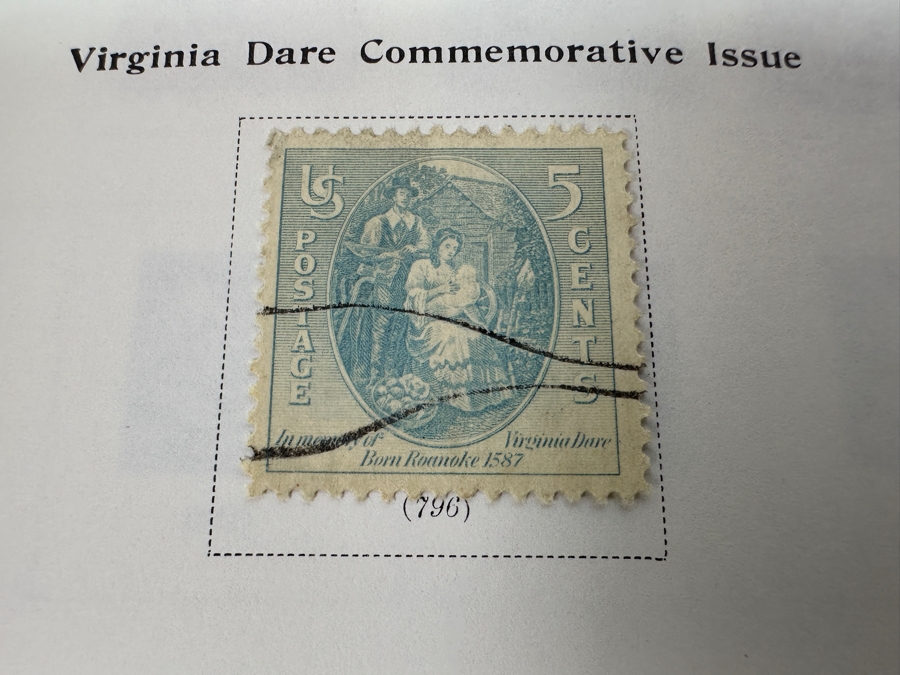 Virginia Dare Commemorative Issue
US POSTAGE
5 CENTS
In memory of Virginia Dare
Born Roanoke 1587
(796)